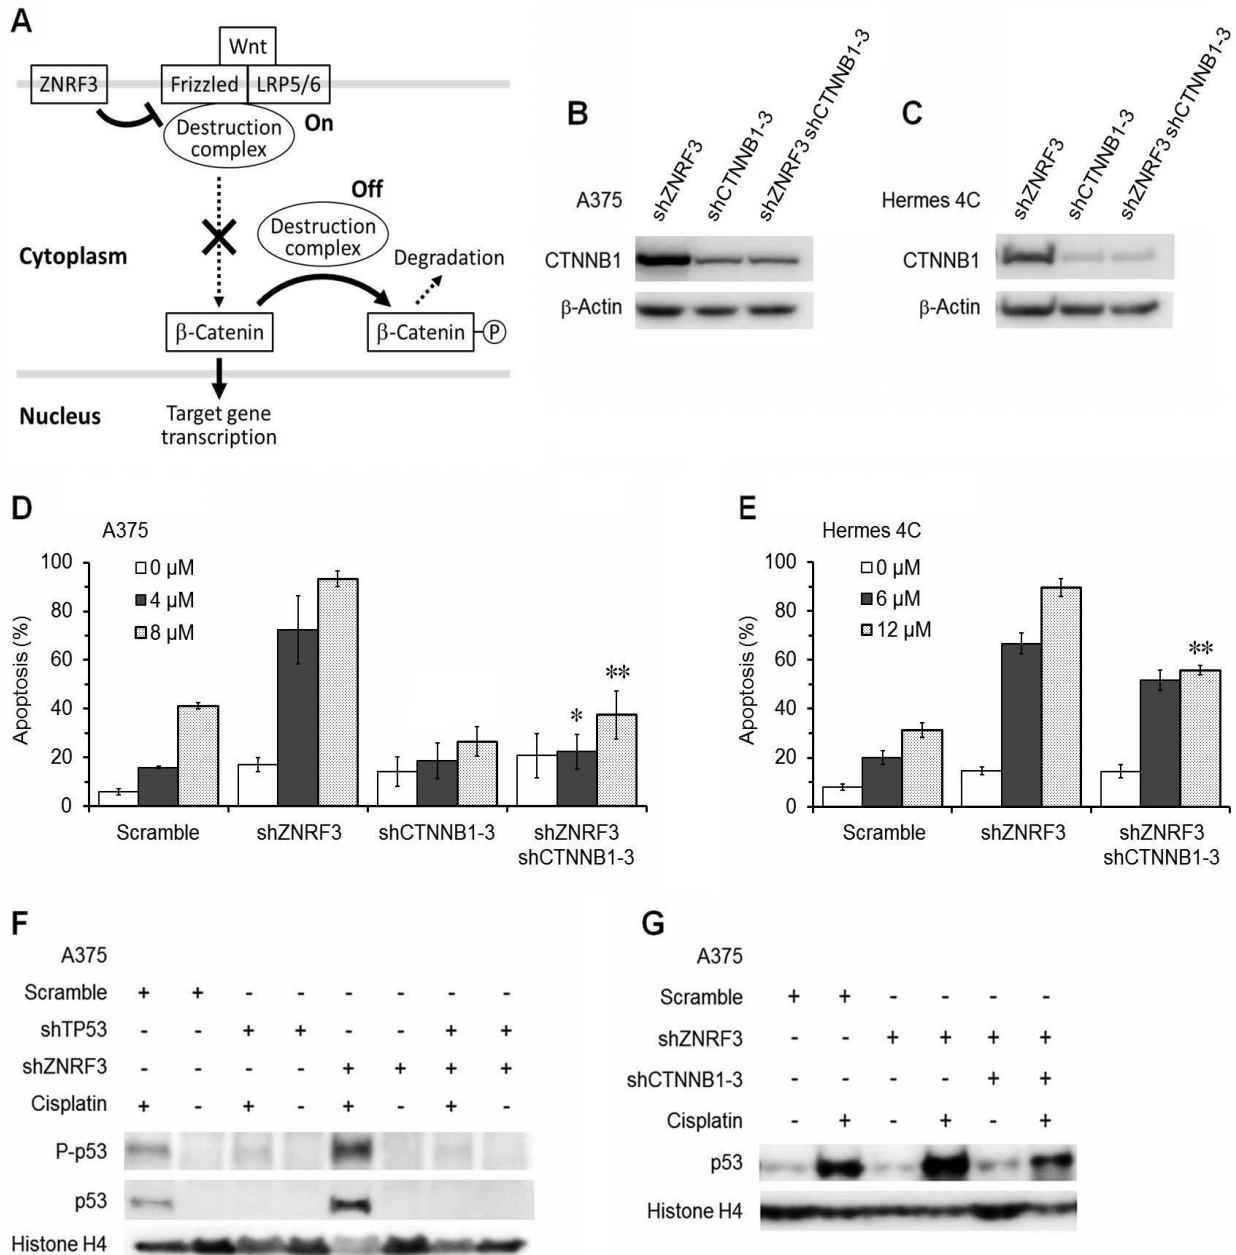 A
Wnt
ZNRF3
Frizzled
LRP5/6
Destruction
complex
On
Off
Destruction
complex
Cytoplasm
Degradation
β-Catenin
β-Catenin
P
Nucleus
Target gene
transcription
B
shZNRF3
shCTNNB1-3
shZNRF3 shCTNNB1-3
A375
CTNNB1
β-Actin
C
shZNRF3
shCTNNB1-3
shZNRF3 shCTNNB1-3
Hermes 4C
CTNNB1
β-Actin
D
A375
0 µM
4 µM
8 µM
Apoptosis (%)
100
80
60
40
20
0
*
**
Scramble
shZNRF3
shCTNNB1-3
shZNRF3
shCTNNB1-3
E
Hermes 4C
0 µM
6 µM
12 µM
Apoptosis (%)
100
80
60
40
20
0
**
Scramble
shZNRF3
shZNRF3
shCTNNB1-3
F
A375
Scramble + + - - - - - -
shTP53 - - + + - - + +
shZNRF3 - - - - + + + +
Cisplatin + - + - + - + -
P-p53
p53
Histone H4
G
A375
Scramble + + - - - -
shZNRF3 - - + + + +
shCTNNB1-3 - - - - + +
Cisplatin - + - + - +
p53
Histone H4